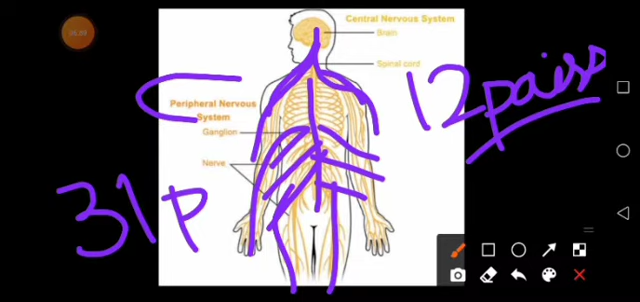 Central Nervous System
Brain
Spinal cord
12 pairs
Peripheral Nervous
System
Ganglion
Nerve
31 P